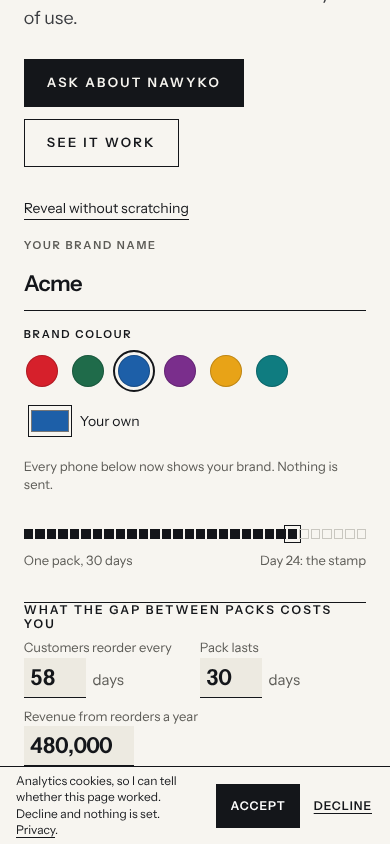 of use.
ASK ABOUT NAWYKO
SEE IT WORK
Reveal without scratching
YOUR BRAND NAME
Acme
BRAND COLOUR
Your own
Every phone below now shows your brand. Nothing is
sent.
One pack, 30 days
Day 24: the stamp
WHAT THE GAP BETWEEN PACKS COSTS
YOU
Customers reorder every
Pack lasts
58 days
30 days
Revenue from reorders a year
480,000
Analytics cookies, so I can tell
whether this page worked.
Decline and nothing is set.
Privacy.
ACCEPT
DECLINE